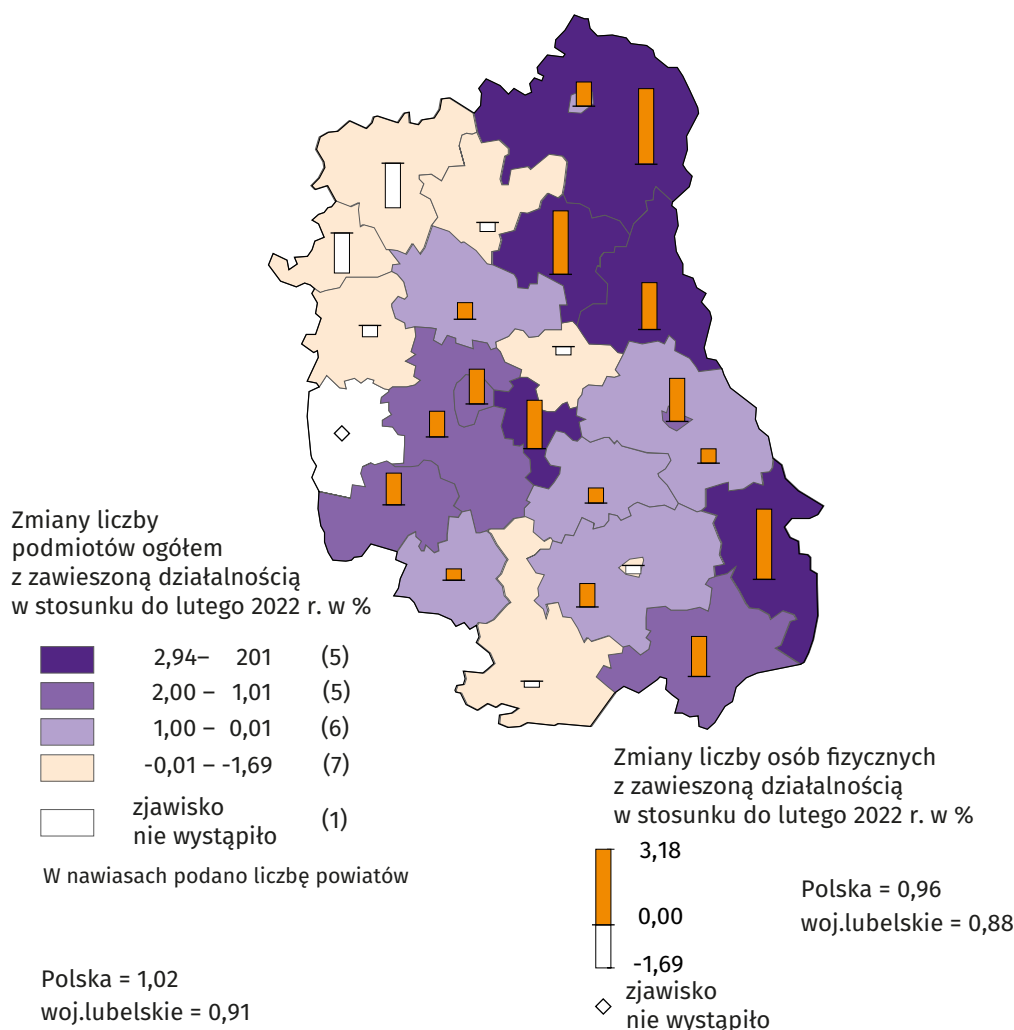 Zmiany liczby
podmiotów ogółem
z zawieszoną działalnością
w stosunku do lutego 2022 r. w %
2,94– 201 (5)
2,00 – 1,01 (5)
1,00 – 0,01 (6)
-0,01 – -1,69 (7)
zjawisko
nie wystąpiło (1)
W nawiasach podano liczbę powiatów
Polska = 1,02
woj.lubelskie = 0,91
Zmiany liczby osób fizycznych
z zawieszoną działalnością
w stosunku do lutego 2022 r. w %
3,18
0,00
-1,69
zjawisko
nie wystąpiło
Polska = 0,96
woj.lubelskie = 0,88